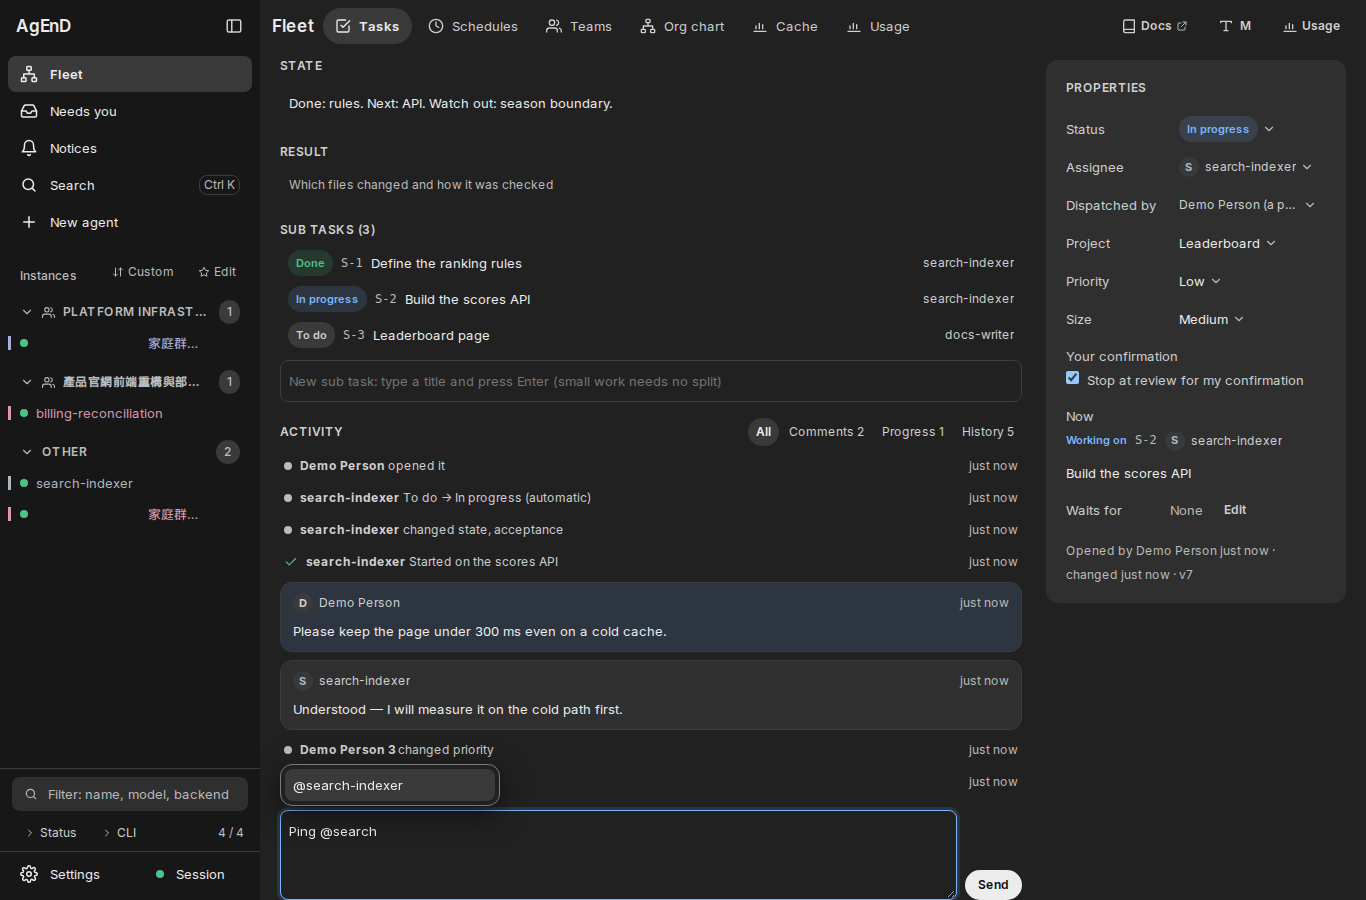 AgEnD
Fleet
Needs you
Notices
Search
Ctrl K
New agent
Instances
Custom
Edit
PLATFORM INFRAST...
1
家庭群...
產品官網前端重構與部...
1
billing-reconciliation
OTHER
2
search-indexer
家庭群...
Filter: name, model, backend
Status
CLI
4 / 4
Settings
Session
Fleet
Tasks
Schedules
Teams
Org chart
Cache
Usage
Docs
M
Usage
STATE
Done: rules. Next: API. Watch out: season boundary.
RESULT
Which files changed and how it was checked
SUB TASKS (3)
Done S-1 Define the ranking rules search-indexer
In progress S-2 Build the scores API search-indexer
To do S-3 Leaderboard page docs-writer
New sub task: type a title and press Enter (small work needs no split)
ACTIVITY
All
Comments 2
Progress 1
History 5
Demo Person opened it just now
search-indexer To do → In progress (automatic) just now
search-indexer changed state, acceptance just now
search-indexer Started on the scores API just now
D Demo Person just now
Please keep the page under 300 ms even on a cold cache.
S search-indexer just now
Understood — I will measure it on the cold path first.
Demo Person 3 changed priority just now
just now
@search-indexer
Ping @search
Send
PROPERTIES
Status In progress
Assignee S search-indexer
Dispatched by Demo Person (a p...
Project Leaderboard
Priority Low
Size Medium
Your confirmation
Stop at review for my confirmation
Now
Working on S-2 S search-indexer
Build the scores API
Waits for None Edit
Opened by Demo Person just now ·
changed just now · v7